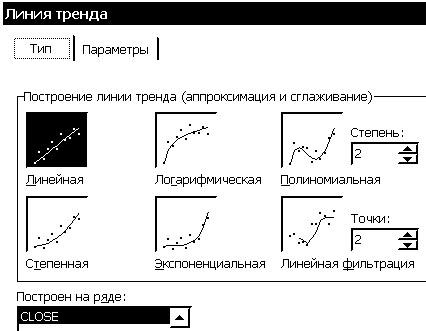 Линия тренда
Тип Параметры
Построение линии тренда (аппроксимация и сглаживание)
Степень:
2
Линейная Логарифмическая Полиномиальная
Точки:
2
Степенная Экспоненциальная Линейная фильтрация
Построен на ряде:
CLOSE